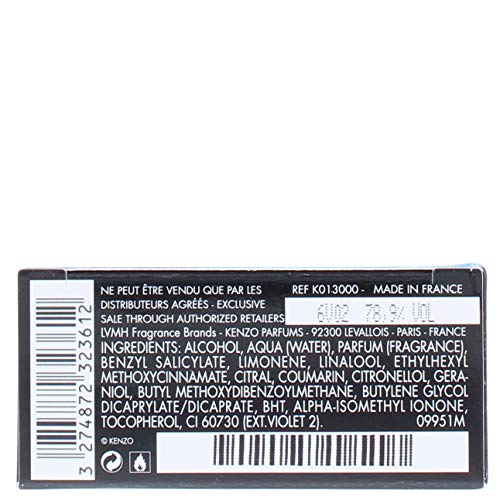 NE PEUT ÊTRE VENDU QUE PAR LES
DISTRIBUTEURS AGRÉÉS - EXCLUSIVE
SALE THROUGH AUTHORIZED RETAILERS
REF K013000 - MADE IN FRANCE
6V02 78.9% VOL
LVMH Fragrance Brands - KENZO PARFUMS - 92300 LEVALLOIS - PARIS - FRANCE
INGREDIENTS: ALCOHOL, AQUA (WATER), PARFUM (FRAGRANCE),
BENZYL SALICYLATE, LIMONENE, LINALOOL, ETHYLHEXYL
METHOXYCINNAMATE, CITRAL, COUMARIN, CITRONELLOL, GERA-
NIOL, BUTYL METHOXYDIBENZOYLMETHANE, BUTYLENE GLYCOL
DICAPRYLATE/DICAPRATE, BHT, ALPHA-ISOMETHYL IONONE,
TOCOPHEROL, CI 60730 (EXT.VIOLET 2). 09951M
© KENZO
3 274872 323612